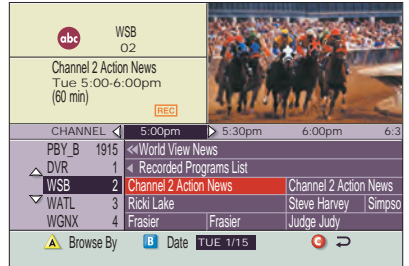 abc
WSB
02
Channel 2 Action News
Tue 5:00-6:00pm
(60 min)
REC
CHANNEL 5:00pm 5:30pm 6:00pm 6:3
PBY_B 1915 World View News
DVR 1 Recorded Programs List
WSB 2 Channel 2 Action News Channel 2 Action News
WATL 3 Ricki Lake Steve Harvey Simpso
WGNX 4 Frasier Frasier Judge Judy
A Browse By B Date TUE 1/15 C